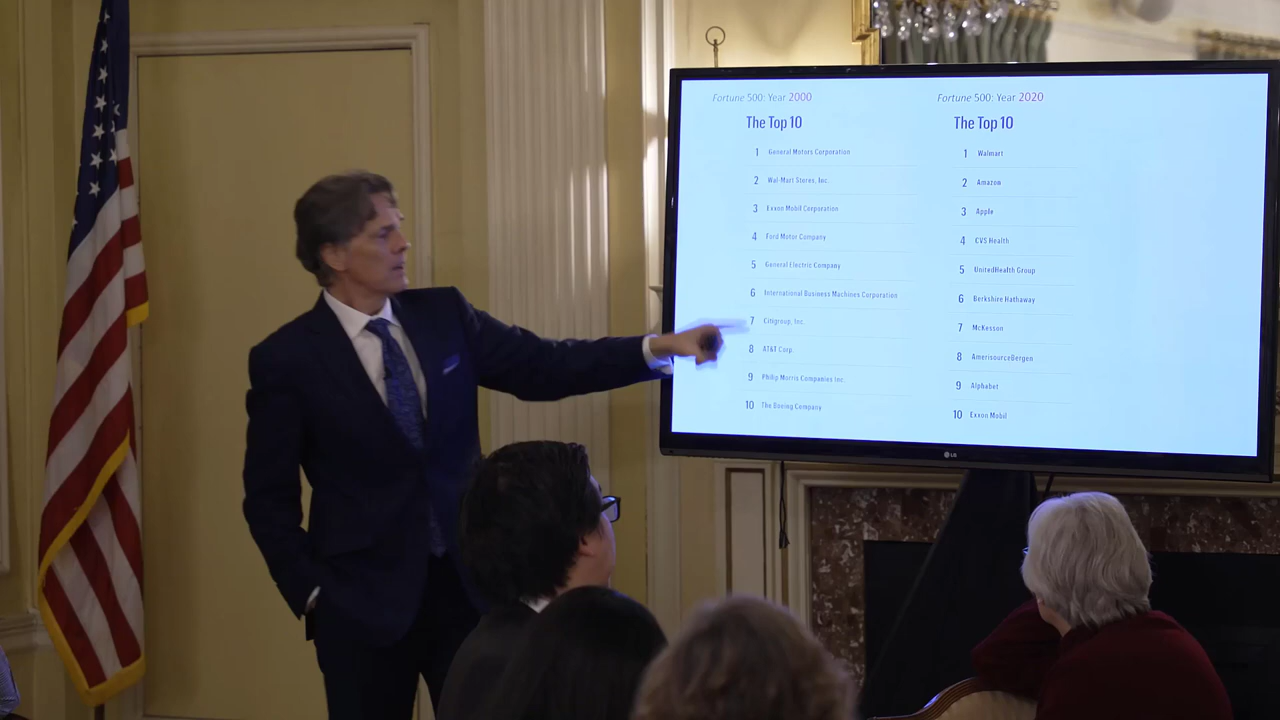 Fortune 500: Year 2000
The Top 10
1 General Motors Corporation
2 Wal-Mart Stores, Inc.
3 Exxon Mobil Corporation
4 Ford Motor Company
5 General Electric Company
6 International Business Machines Corporation
7 Citigroup, Inc.
8 AT&T Corp
9 Philip Morris Companies Inc.
10 The Boeing Company
Fortune 500: Year 2020
The Top 10
1 Walmart
2 Amazon
3 Apple
4 CVS Health
5 UnitedHealth Group
6 Berkshire Hathaway
7 McKesson
8 AmerisourceBergen
9 Alphabet
10 Exxon Mobil
LG